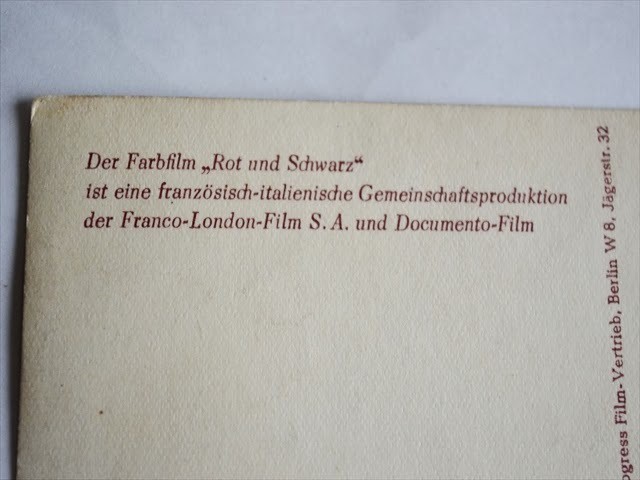 Der Farbfilm „Rot und Schwarz“
ist eine französisch-italienische Gemeinschaftsproduktion
der Franco-London-Film S. A. und Documento-Film
ogress Film-Vertrieb, Berlin W 8, Jägerstr. 32